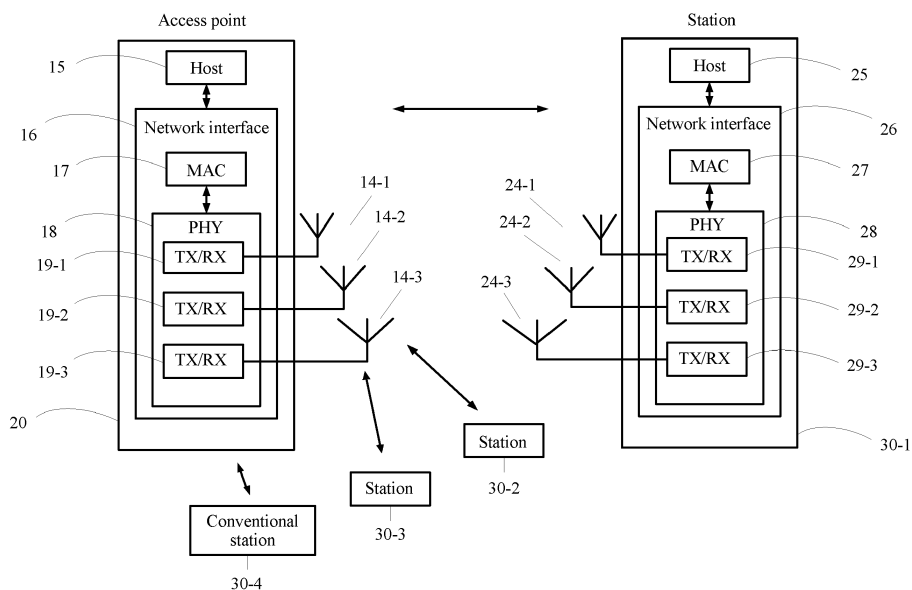 Access point
Station
15
Host
Host
25
16
Network interface
Network interface
26
17
MAC
MAC
27
14-1
24-1
18
PHY
14-2
24-2
PHY
28
19-1
TX/RX
TX/RX
29-1
14-3
24-3
19-2
TX/RX
TX/RX
29-2
19-3
TX/RX
TX/RX
29-3
20
Station
30-1
30-2
Station
30-3
Conventional
station
30-4